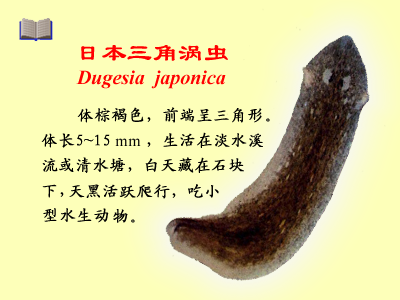 日本三角涡虫
Dugesia japonica
体棕褐色，前端呈三角形。
体长5~15 mm ，生活在淡水溪
流或清水塘，白天藏在石块
下，天黑活跃爬行，吃小
型水生动物。